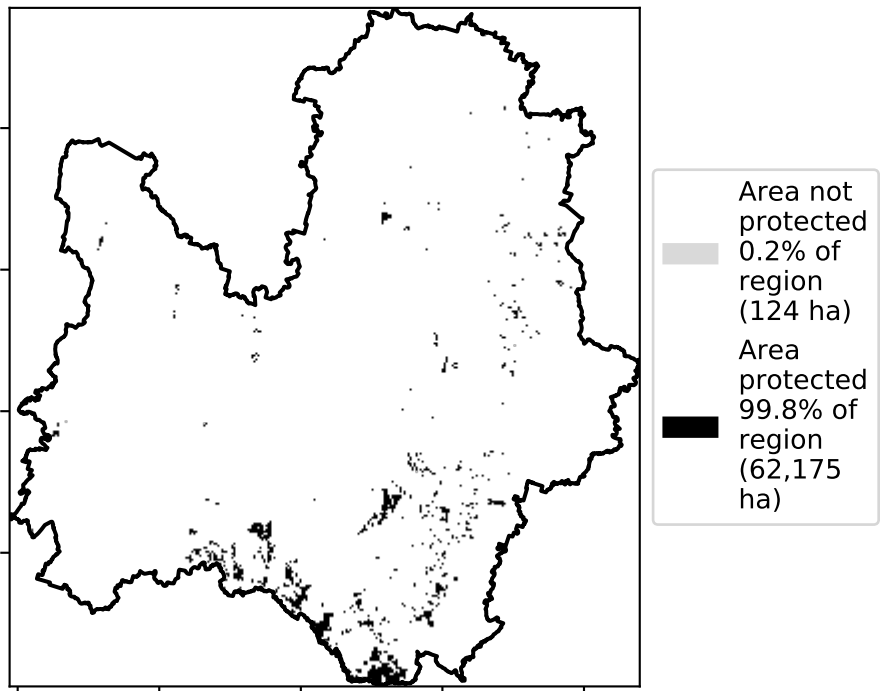 Area not
protected
0.2% of
region
(124 ha)
Area
protected
99.8% of
region
(62,175
ha)